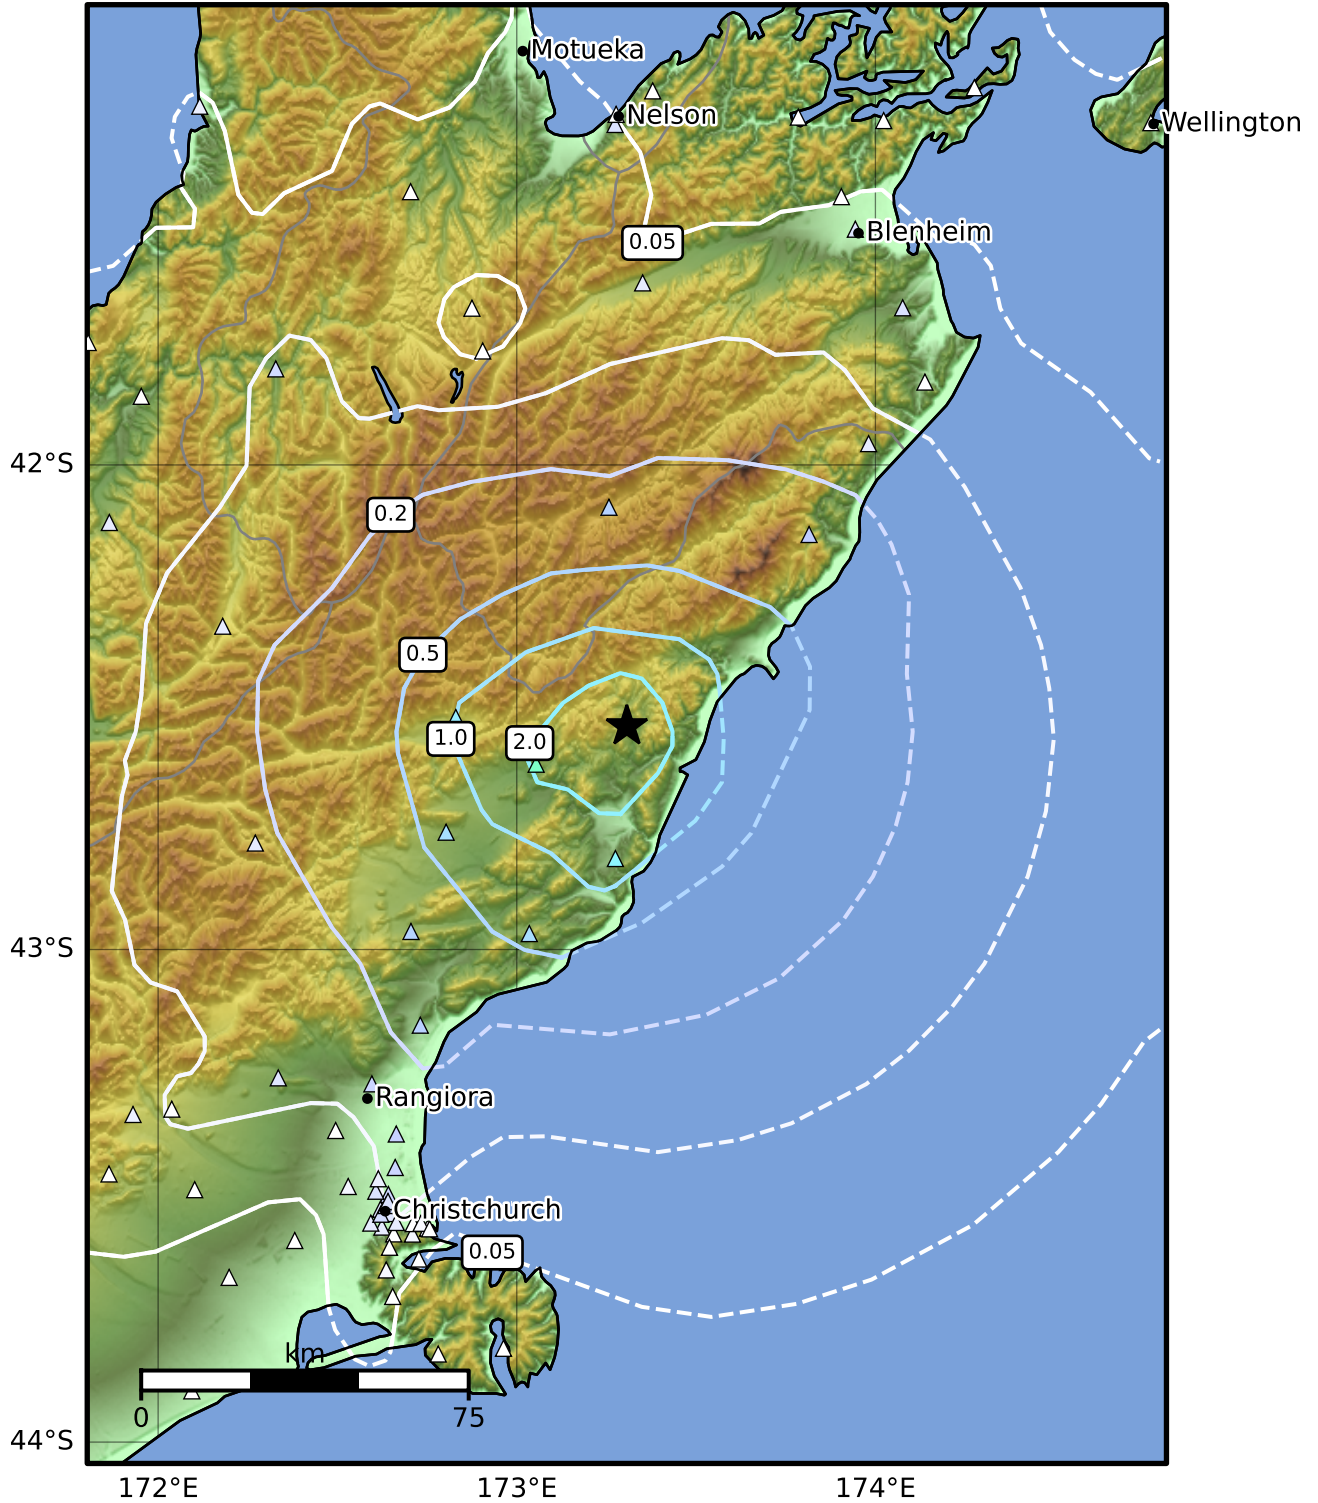 Motueka
Nelson
Wellington
Blenheim
0.05
42°S
0.2
0.5
1.0
2.0
43°S
Rangiora
Christchurch
0.05
km
0
75
44°S
172°E
173°E
174°E